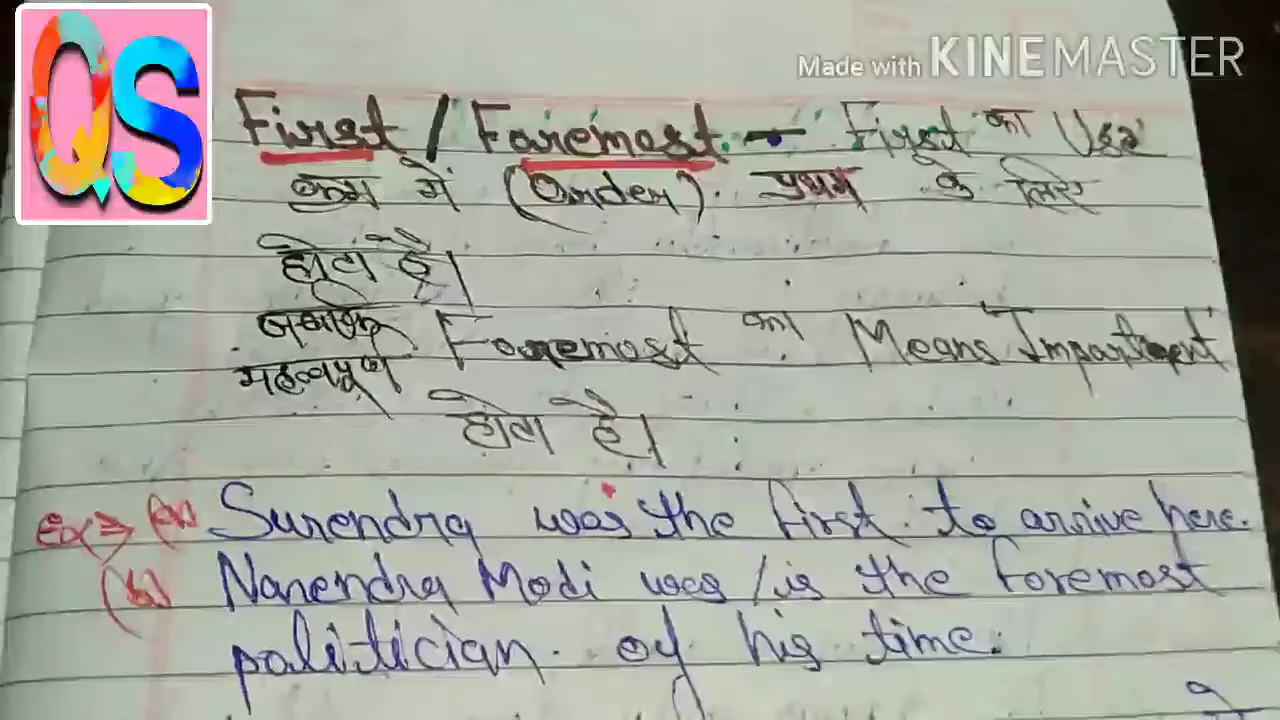 QS
Made with KINEMASTER
First / Foremost - First का Use
क्रम में (Order). प्रथम के लिए
होता है।
जबकि Foremost का Means Important
महत्वपूर्ण
होता है।
Ex ⇒ (a) Surendra was the first to arrive here.
(b) Narendra Modi was / is the foremost
politician of his time.